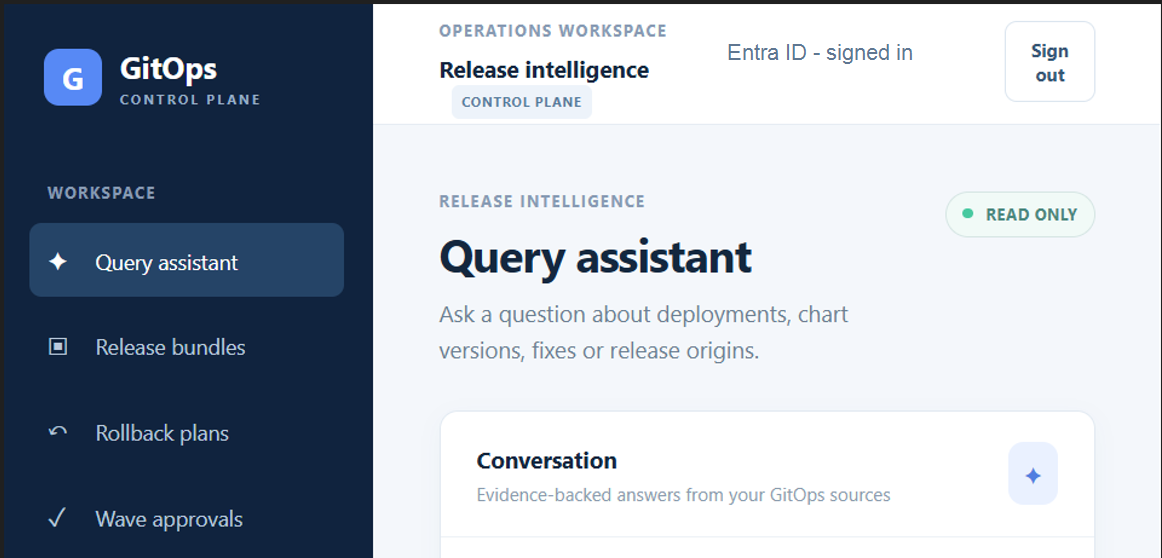 G
GitOps
CONTROL PLANE
WORKSPACE
Query assistant
Release bundles
Rollback plans
Wave approvals
OPERATIONS WORKSPACE
Release intelligence
CONTROL PLANE
Entra ID - signed in
Sign
out
RELEASE INTELLIGENCE
READ ONLY
Query assistant
Ask a question about deployments, chart
versions, fixes or release origins.
Conversation
Evidence-backed answers from your GitOps sources